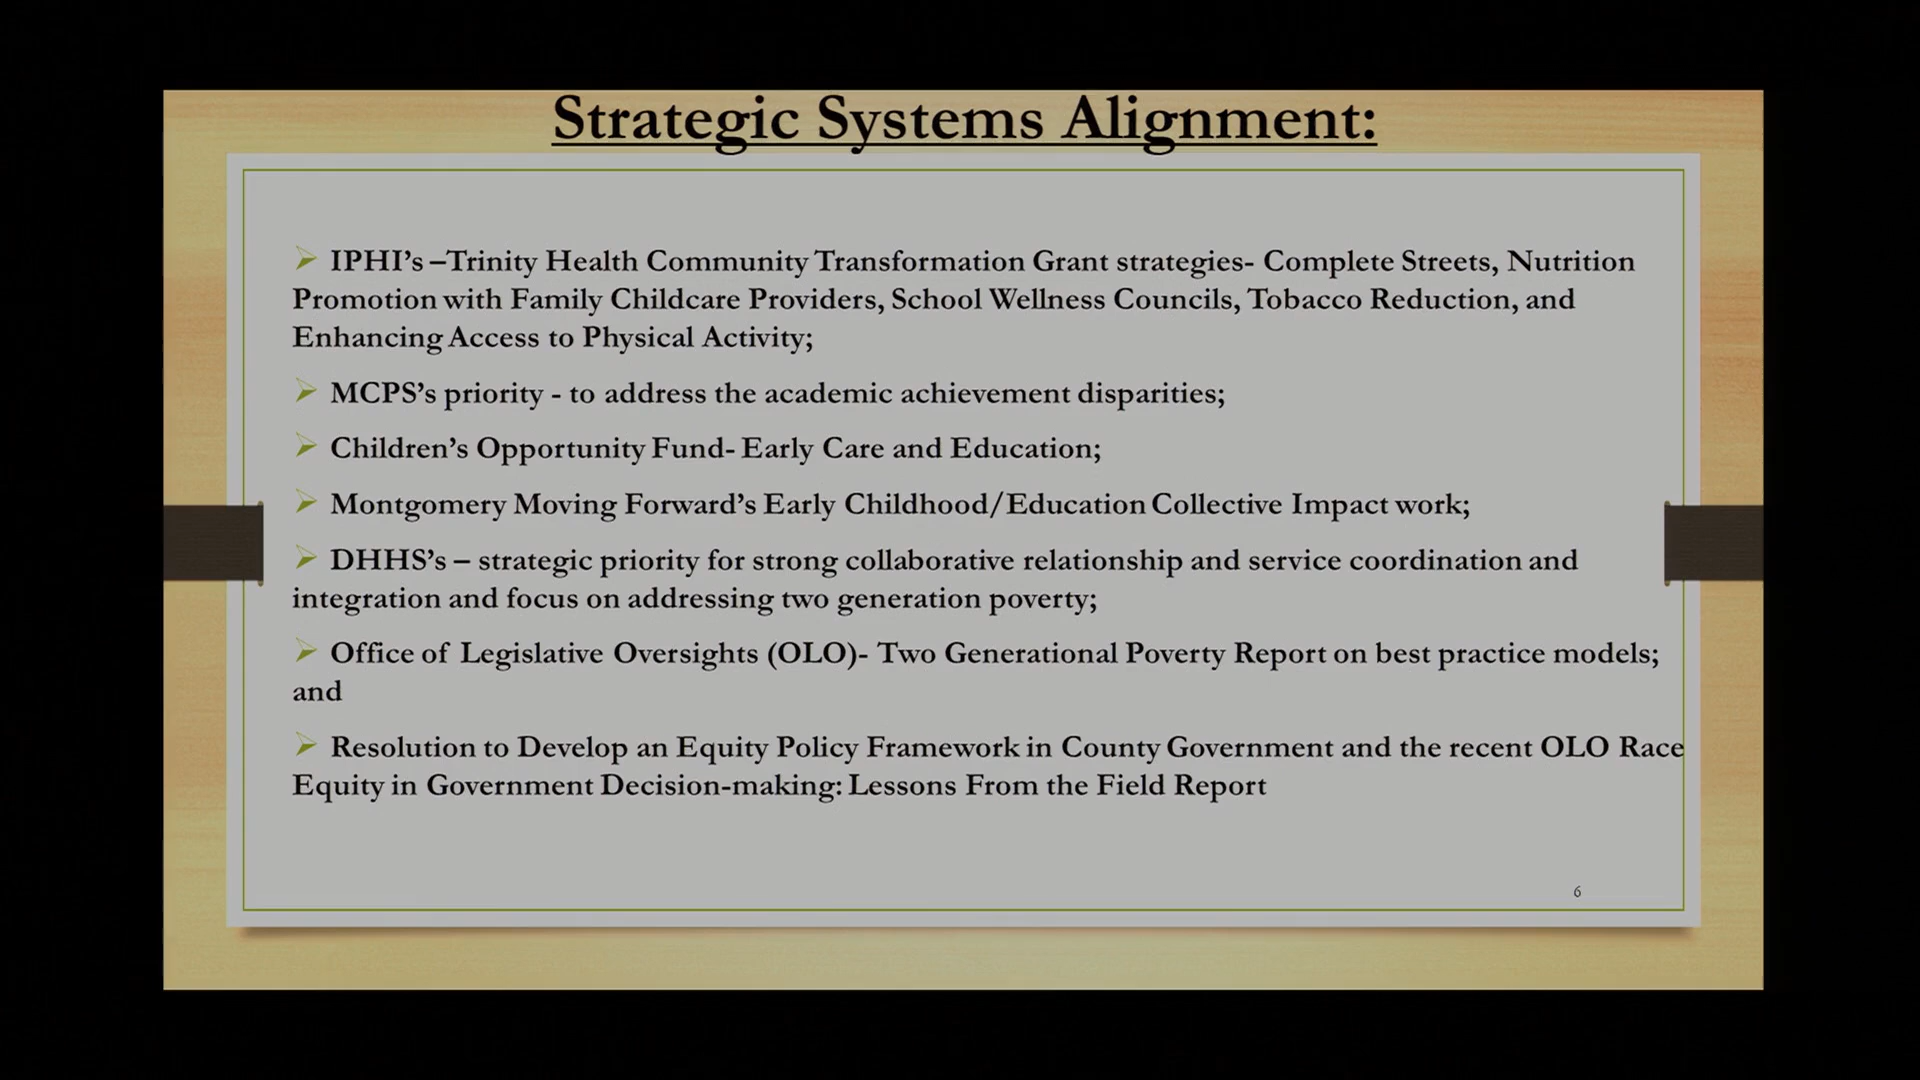 Strategic Systems Alignment:
➢ IPHI's –Trinity Health Community Transformation Grant strategies- Complete Streets, Nutrition
Promotion with Family Childcare Providers, School Wellness Councils, Tobacco Reduction, and
Enhancing Access to Physical Activity;
➢ MCPS's priority - to address the academic achievement disparities;
➢ Children's Opportunity Fund- Early Care and Education;
➢ Montgomery Moving Forward's Early Childhood/Education Collective Impact work;
➢ DHHS's – strategic priority for strong collaborative relationship and service coordination and
integration and focus on addressing two generation poverty;
➢ Office of Legislative Oversights (OLO)- Two Generational Poverty Report on best practice models;
and
➢ Resolution to Develop an Equity Policy Framework in County Government and the recent OLO Race
Equity in Government Decision-making: Lessons From the Field Report
6